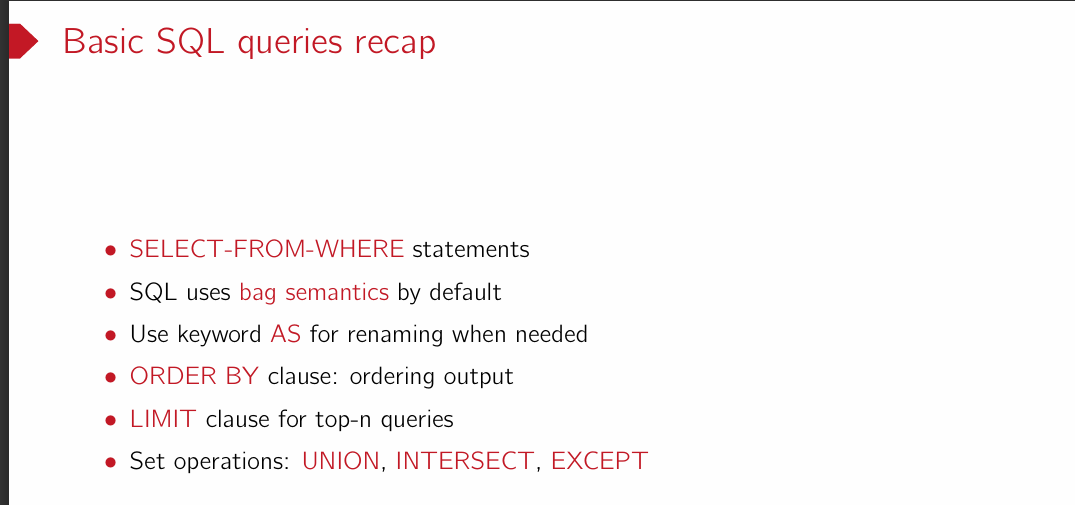 Basic SQL queries recap
• SELECT-FROM-WHERE statements
• SQL uses bag semantics by default
• Use keyword AS for renaming when needed
• ORDER BY clause: ordering output
• LIMIT clause for top-n queries
• Set operations: UNION, INTERSECT, EXCEPT